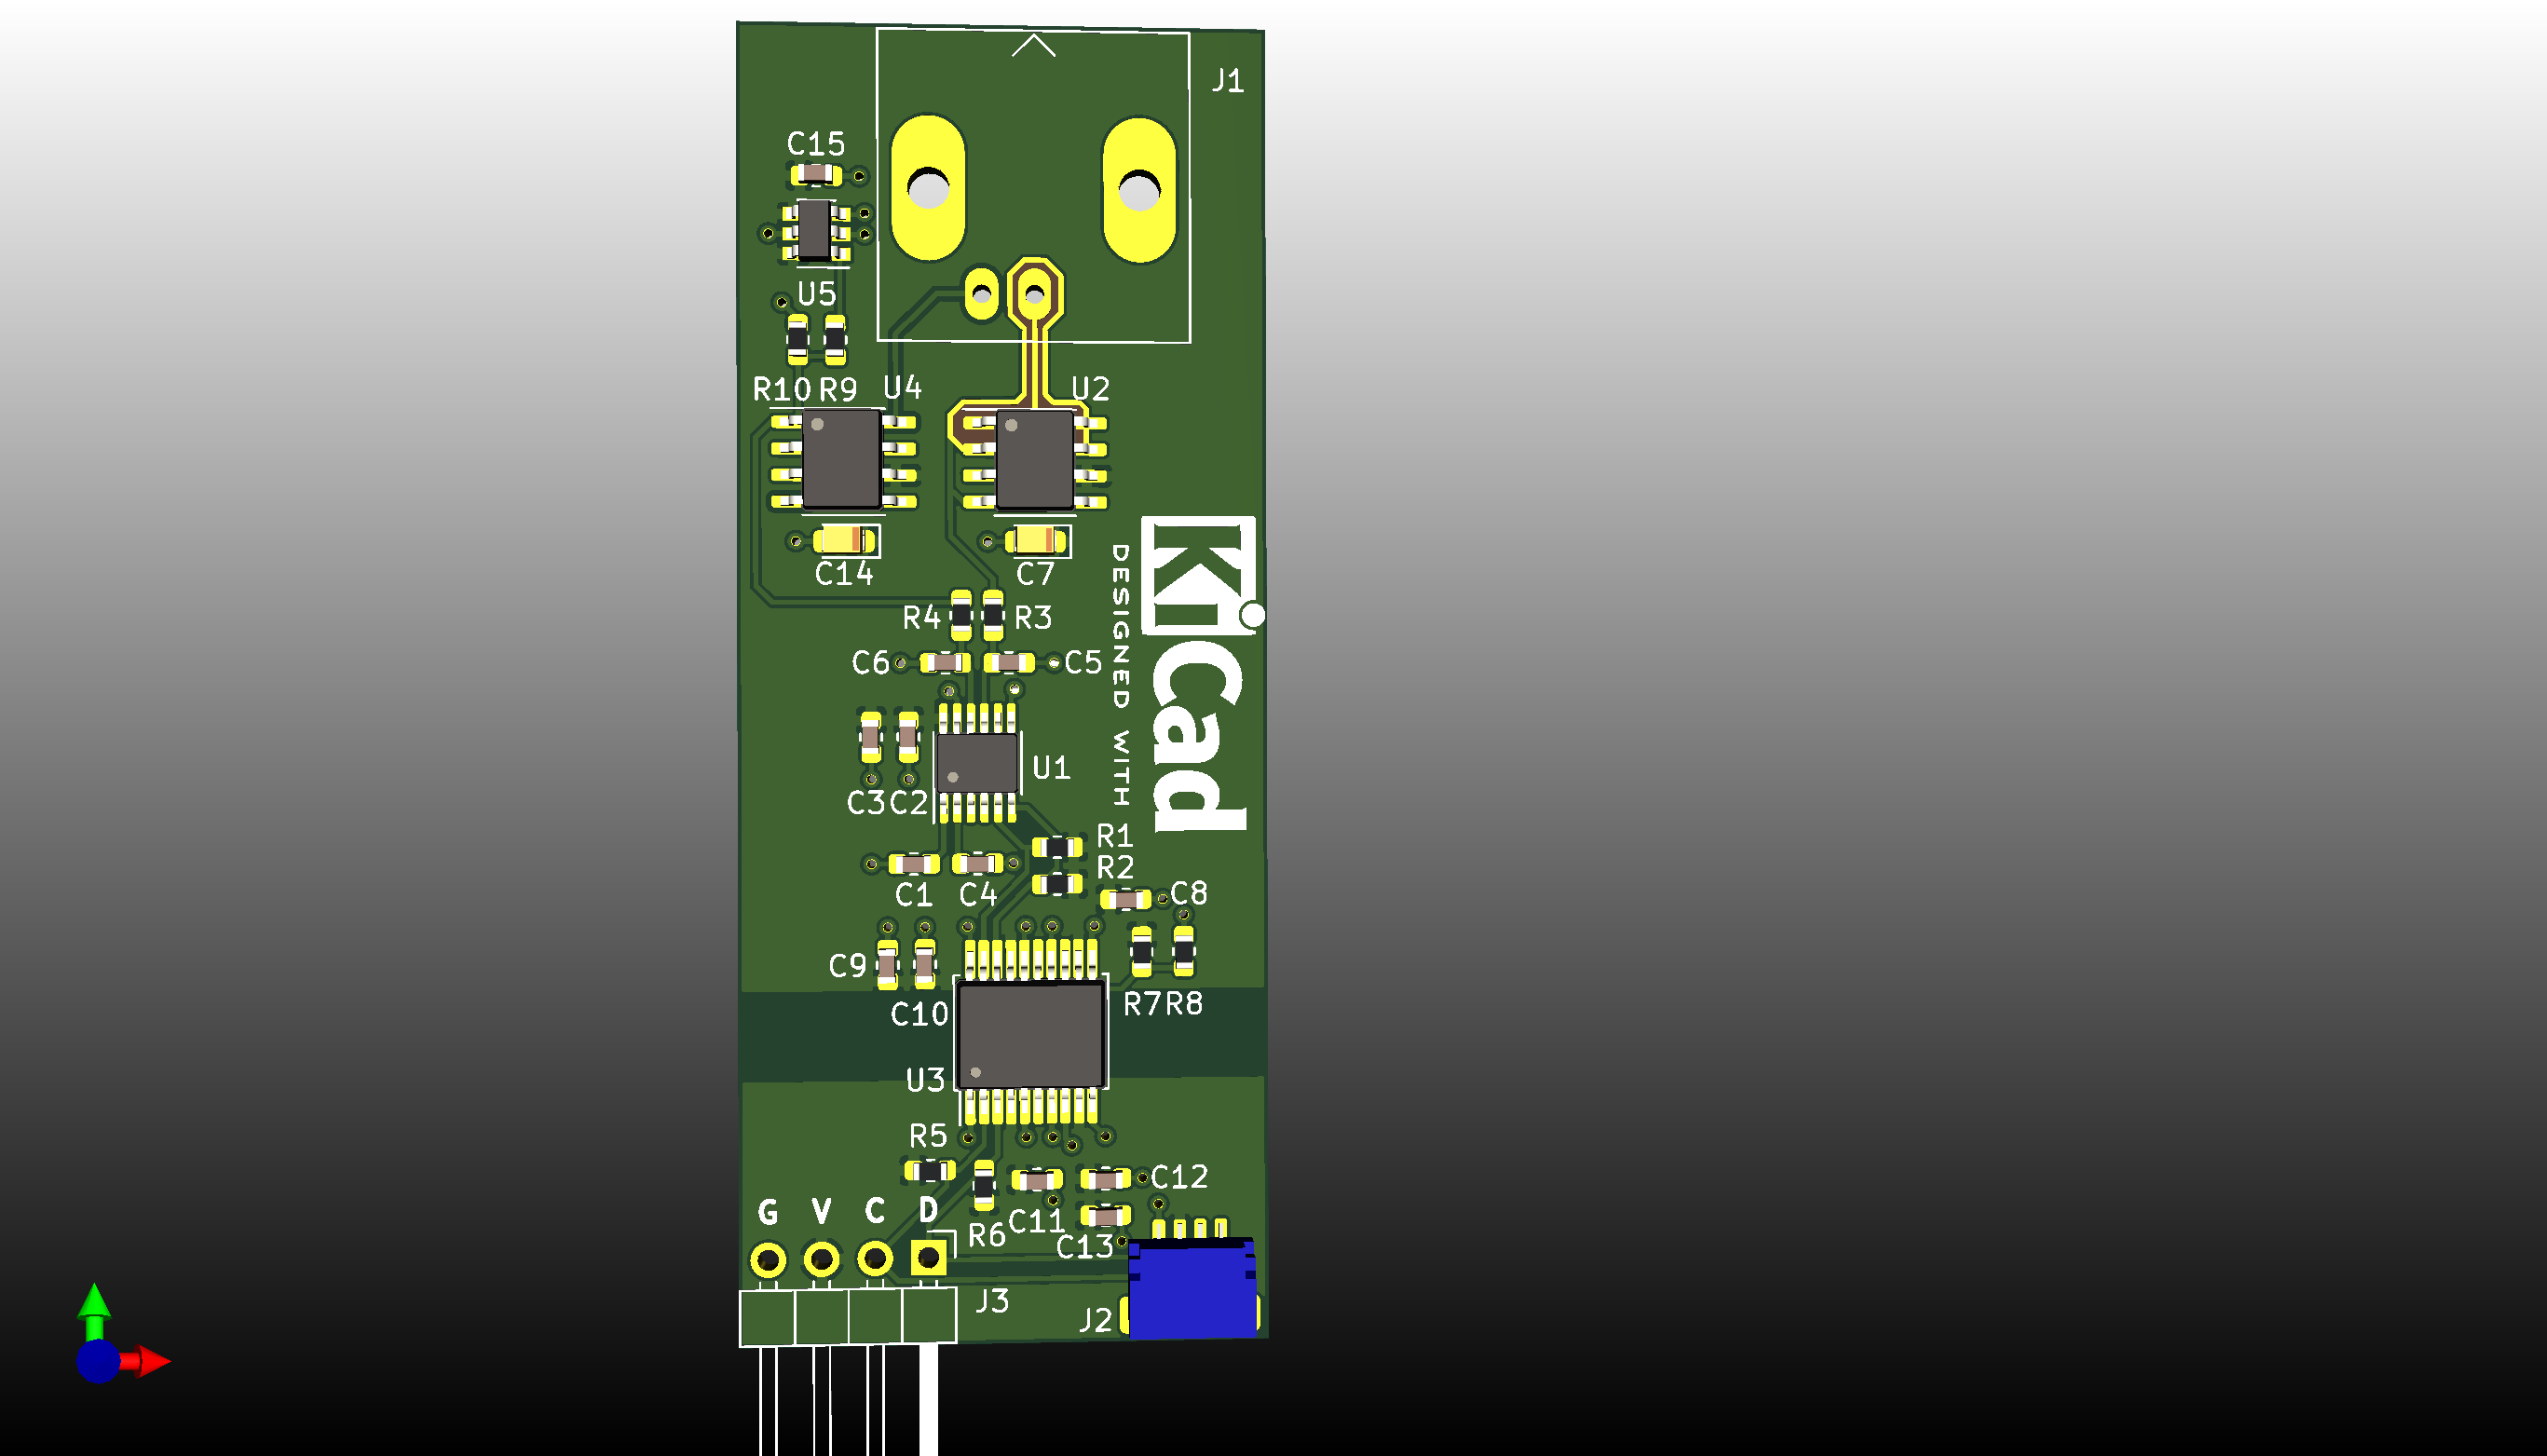 J1
C15
U5
R10 R9 U4 U2
C14 C7
R4 R3
C6 C5
DESIGNED WITH
KiCad
U1
C3 C2
R1
R2
C1 C4 C8
C9
C10 R7 R8
U3
R5
C12
G V C D
R6 C11
C13
J3 J2